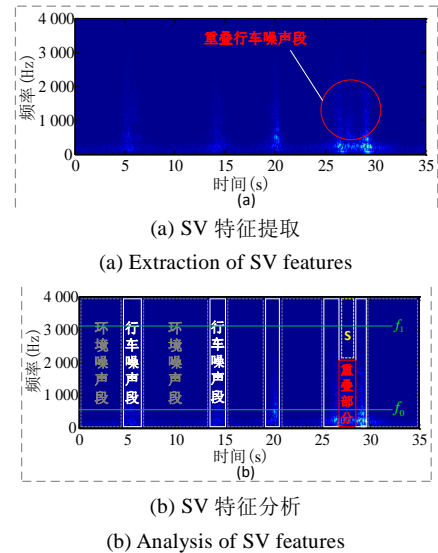 4 000
3 000
2 000
1 000
0
频率(Hz)
重叠行车噪声段
0 5 10 15 20 25 30 35
时间(s)
(a)
(a) SV 特征提取
(a) Extraction of SV features
4 000
3 000
2 000
1 000
0
频率(Hz)
环境噪声段
行车噪声段
环境噪声段
行车噪声段
S
重叠部分
f₁
f₀
0 5 10 15 20 25 30 35
时间(s)
(b)
(b) SV 特征分析
(b) Analysis of SV features